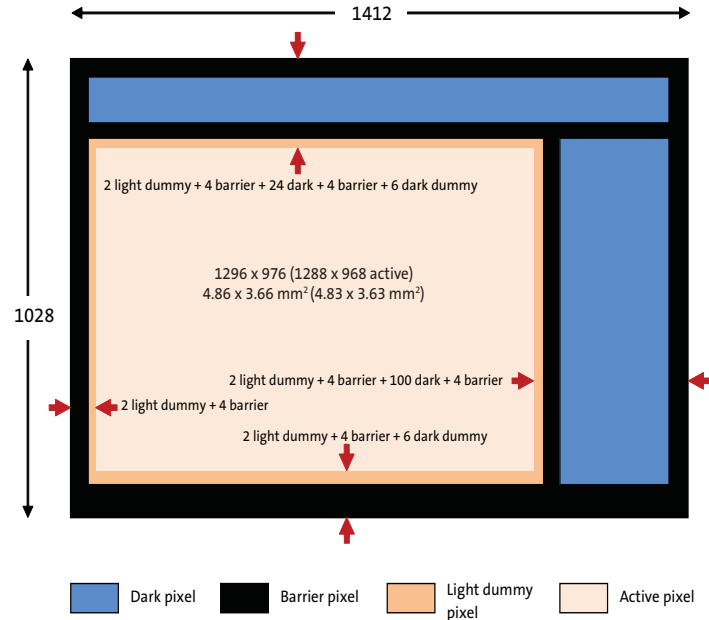 1412
2 light dummy + 4 barrier + 24 dark + 4 barrier + 6 dark dummy
1296 x 976 (1288 x 968 active)
4.86 x 3.66 mm² (4.83 x 3.63 mm²)
1028
2 light dummy + 4 barrier + 100 dark + 4 barrier
2 light dummy + 4 barrier
2 light dummy + 4 barrier + 6 dark dummy
Dark pixel
Barrier pixel
Light dummy
pixel
Active pixel